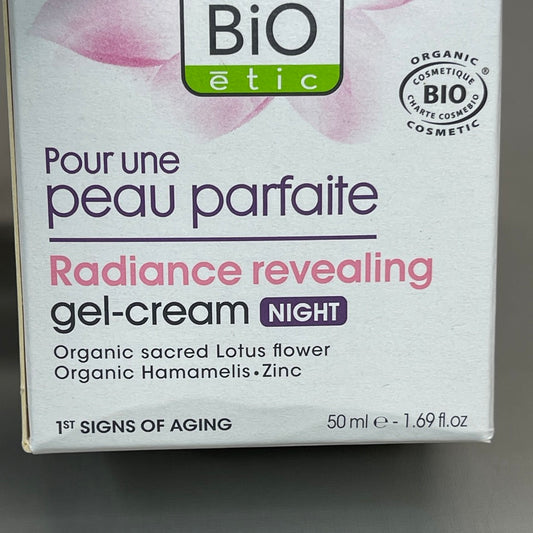 BiO
ētic
ORGANIC
COSMETIQUE
BIO
®
CHARTE COSMEBIO
COSMETIC
Pour une
peau parfaite
Radiance revealing
gel-cream NIGHT
Organic sacred Lotus flower
Organic Hamamelis • Zinc
1ST SIGNS OF AGING
50 ml ℮ - 1.69 fl.oz